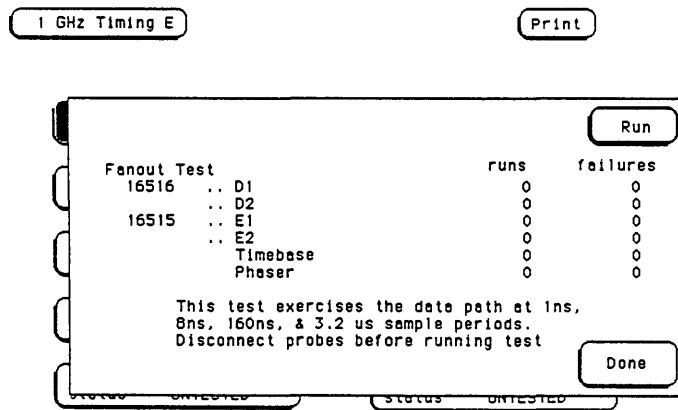 1 GHz Timing E Print
Run
Fanout Test runs failures
16516 .. D1 0 0
.. D2 0 0
16515 .. E1 0 0
.. E2 0 0
Timebase 0 0
Phaser 0 0
This test exercises the data path at 1ns,
8ns, 160ns, & 3.2 us sample periods.
Disconnect probes before running test
Done
status UNTESTED status UNTESTED